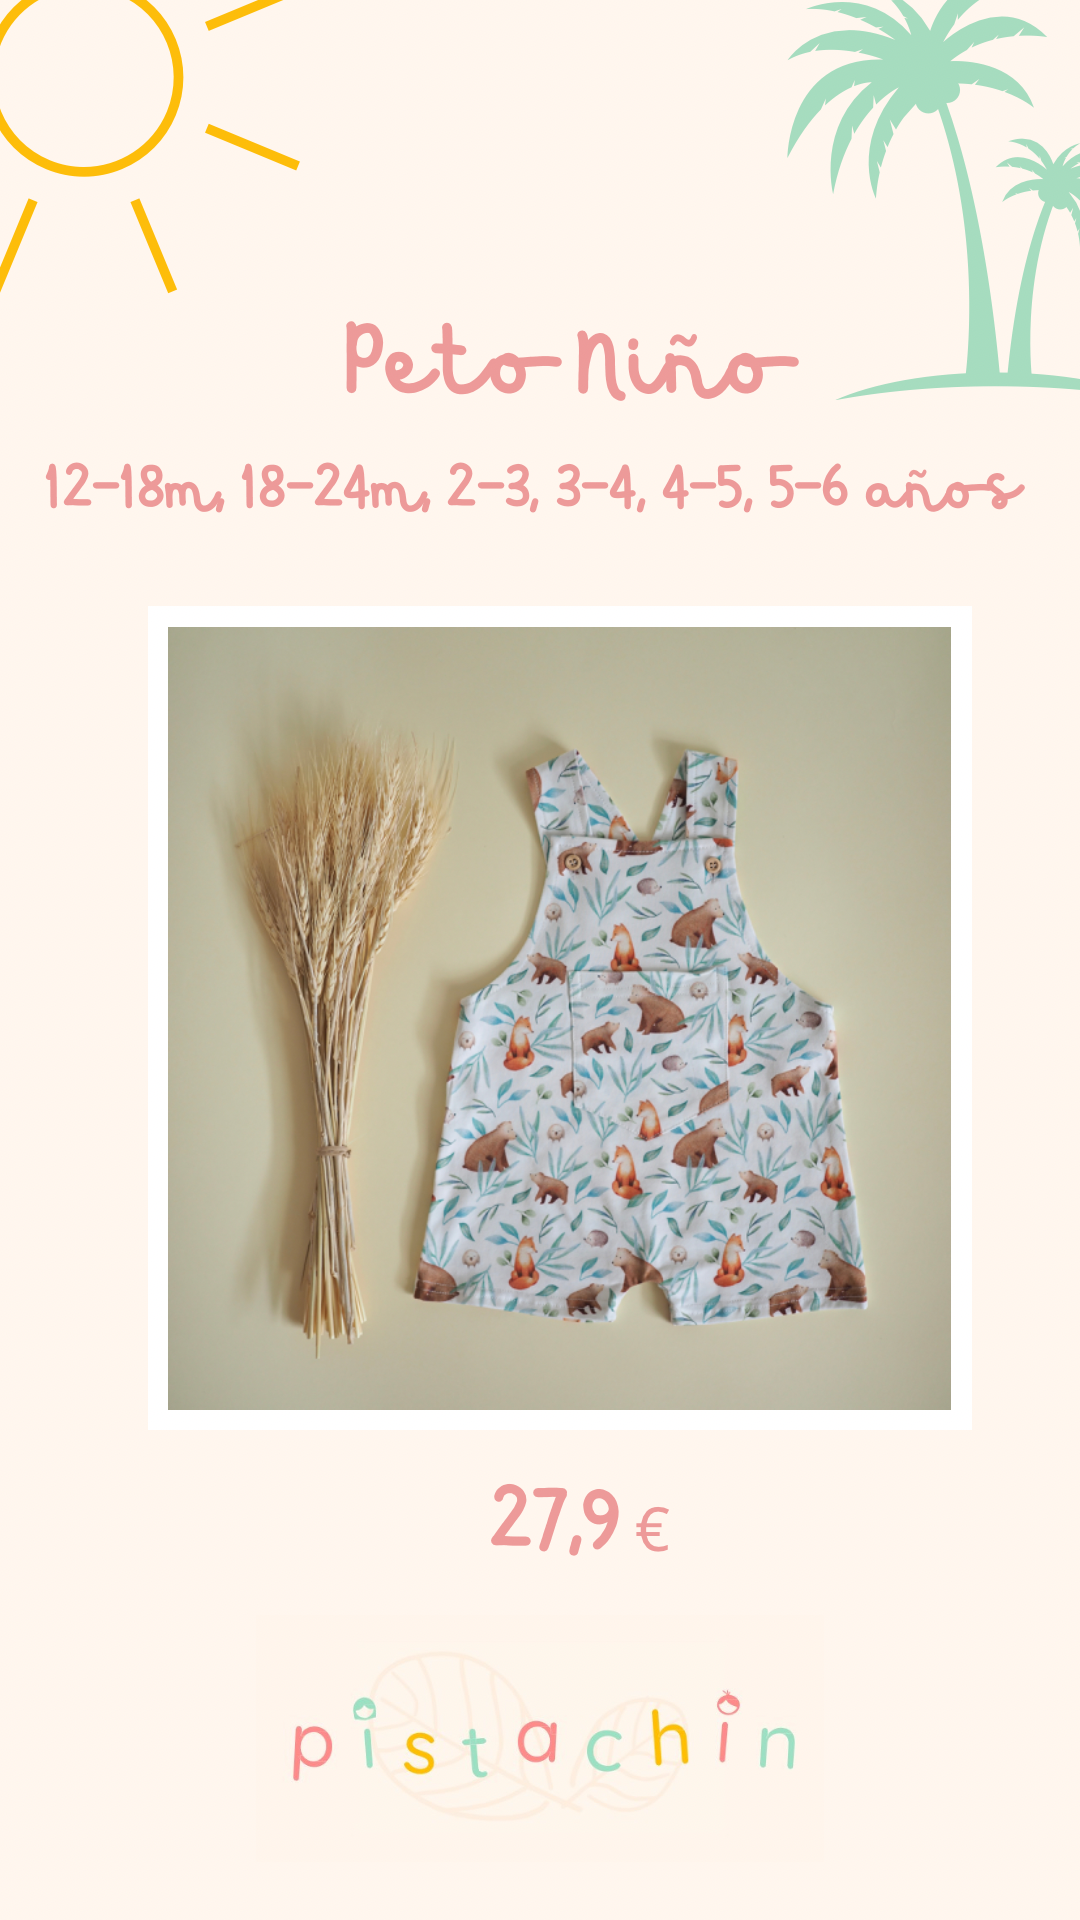 Peto Niño
12-18m, 18-24m, 2-3, 3-4, 4-5, 5-6 años
27,9 €
pistachin